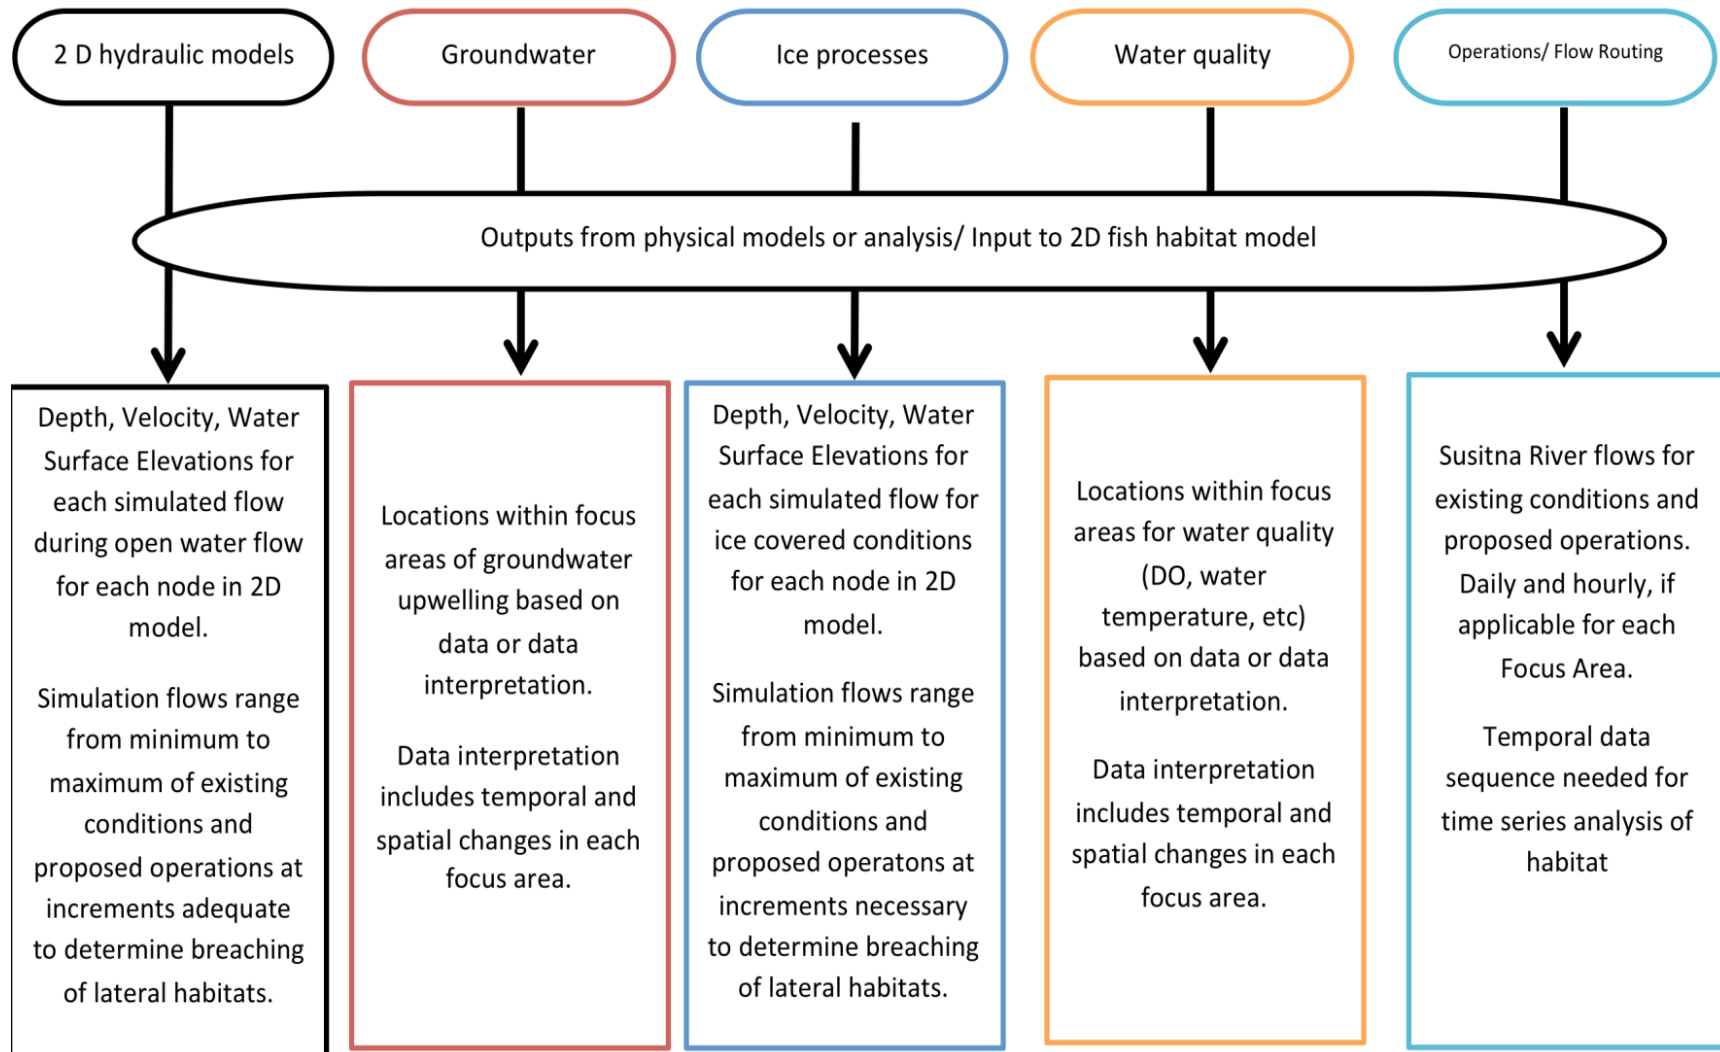 2 D hydraulic models
Groundwater
Ice processes
Water quality
Operations/ Flow Routing
Outputs from physical models or analysis/ Input to 2D fish habitat model
Depth, Velocity, Water
Surface Elevations for
each simulated flow
during open water flow
for each node in 2D
model.
Simulation flows range
from minimum to
maximum of existing
conditions and
proposed operations at
increments adequate
to determine breaching
of lateral habitats.
Locations within focus
areas of groundwater
upwelling based on
data or data
interpretation.
Data interpretation
includes temporal and
spatial changes in each
focus area.
Depth, Velocity, Water
Surface Elevations for
each simulated flow for
ice covered conditions
for each node in 2D
model.
Simulation flows range
from minimum to
maximum of existing
conditions and
proposed operatons at
increments necessary
to determine breaching
of lateral habitats.
Locations within focus
areas for water quality
(DO, water
temperature, etc)
based on data or data
interpretation.
Data interpretation
includes temporal and
spatial changes in each
focus area.
Susitna River flows for
existing conditions and
proposed operations.
Daily and hourly, if
applicable for each
Focus Area.
Temporal data
sequence needed for
time series analysis of
habitat